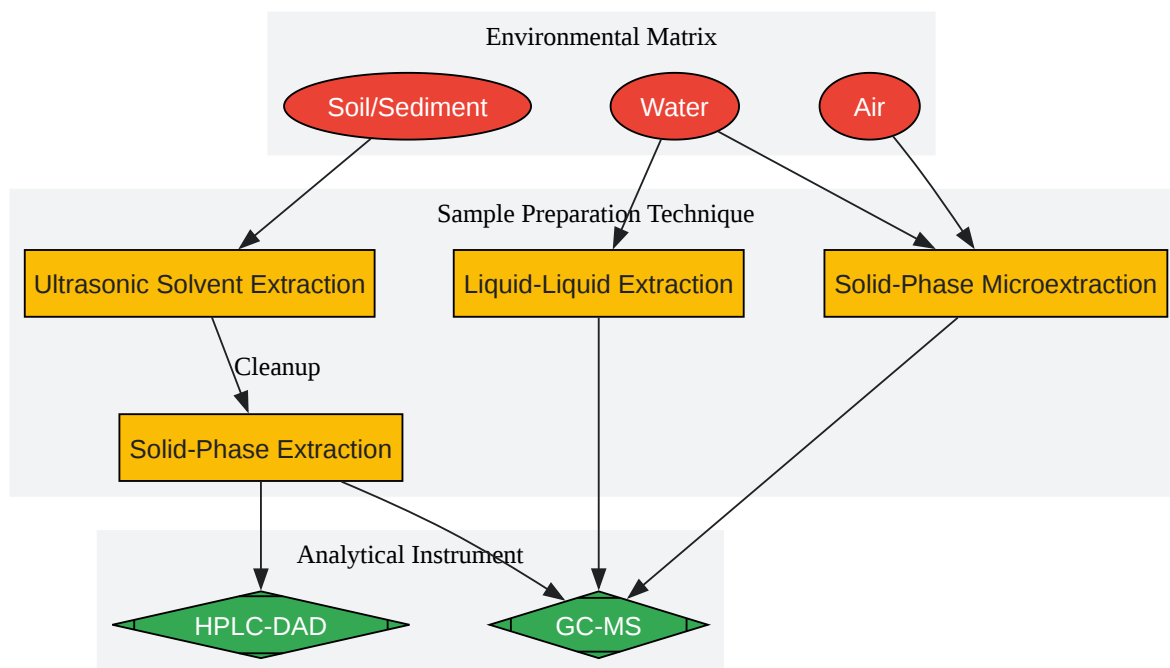 Environmental Matrix
Soil/Sediment
Water
Air
Sample Preparation Technique
Ultrasonic Solvent Extraction
Liquid-Liquid Extraction
Solid-Phase Microextraction
Cleanup
Solid-Phase Extraction
Analytical Instrument
HPLC-DAD
GC-MS